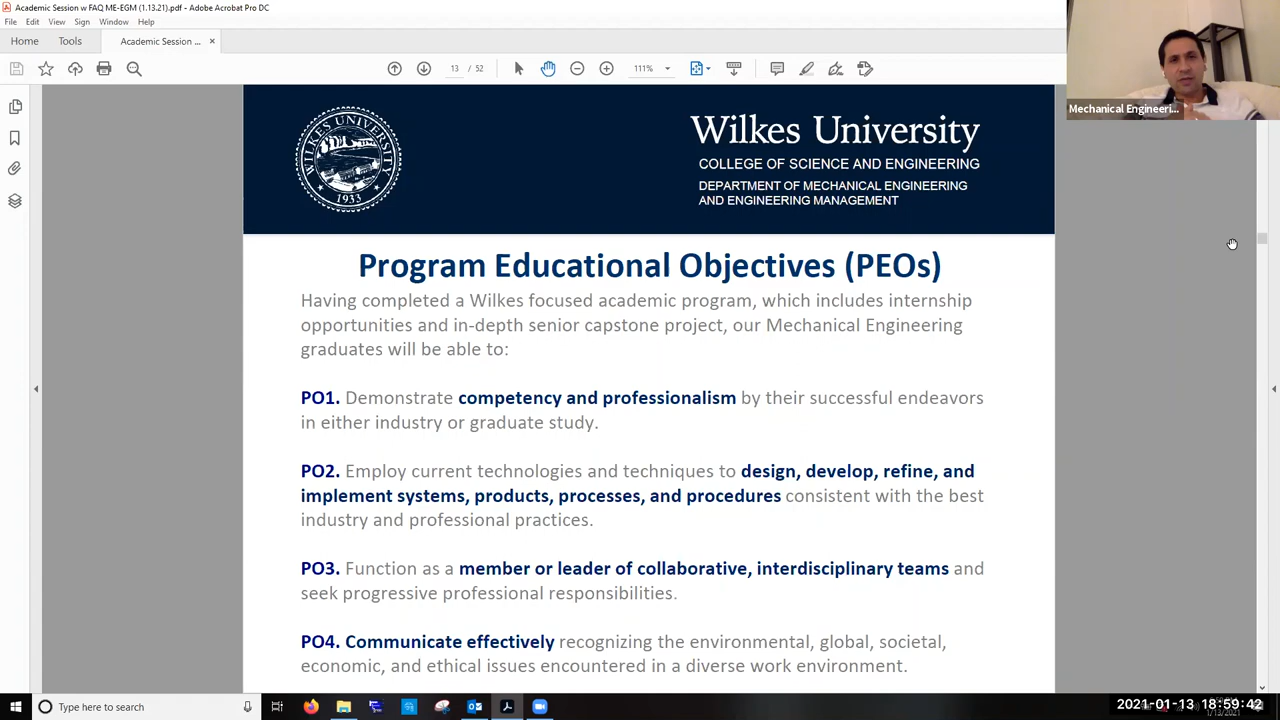 Academic Session w FAQ ME-EGM (1.13.21).pdf - Adobe Acrobat Pro DC
File Edit View Sign Window Help
Home Tools Academic Session ... ×
13 / 52 111%
Mechanical Engineeri...
WILKES UNIVERSITY
1933
Wilkes University
COLLEGE OF SCIENCE AND ENGINEERING
DEPARTMENT OF MECHANICAL ENGINEERING
AND ENGINEERING MANAGEMENT
Program Educational Objectives (PEOs)
Having completed a Wilkes focused academic program, which includes internship
opportunities and in-depth senior capstone project, our Mechanical Engineering
graduates will be able to:
PO1. Demonstrate competency and professionalism by their successful endeavors
in either industry or graduate study.
PO2. Employ current technologies and techniques to design, develop, refine, and
implement systems, products, processes, and procedures consistent with the best
industry and professional practices.
PO3. Function as a member or leader of collaborative, interdisciplinary teams and
seek progressive professional responsibilities.
PO4. Communicate effectively recognizing the environmental, global, societal,
economic, and ethical issues encountered in a diverse work environment.
Type here to search
2021-01-13 18:59:42